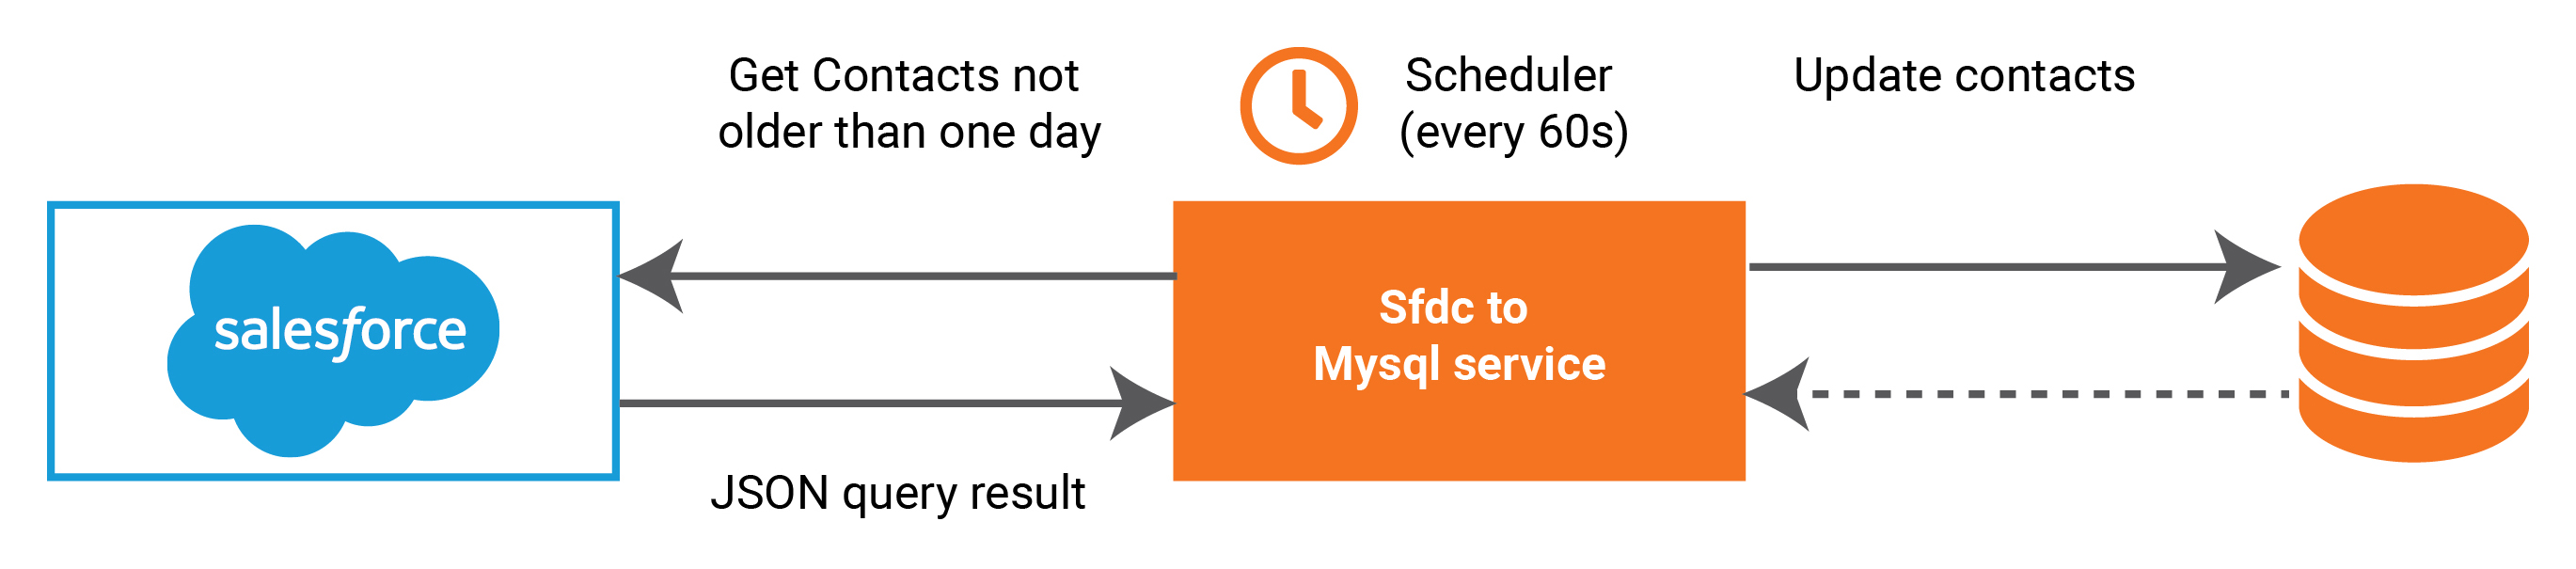 Get Contacts not
older than one day
Scheduler
(every 60s)
Update contacts
salesforce
Sfdc to
Mysql service
JSON query result